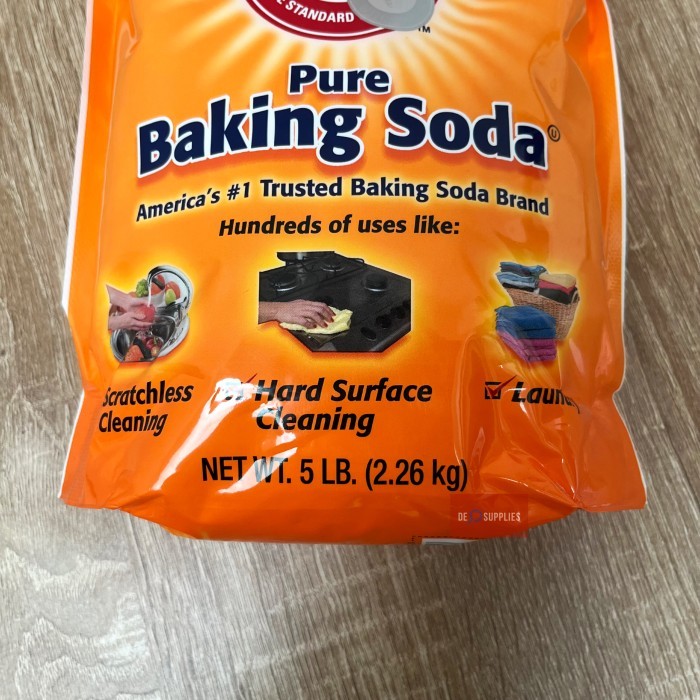 STANDARD
TM
Pure
Baking Soda
America's #1 Trusted Baking Soda Brand
Hundreds of uses like:
Scratchless
Cleaning
Hard Surface
Cleaning
NET WT. 5 LB. (2.26 kg)
SUPPLIES